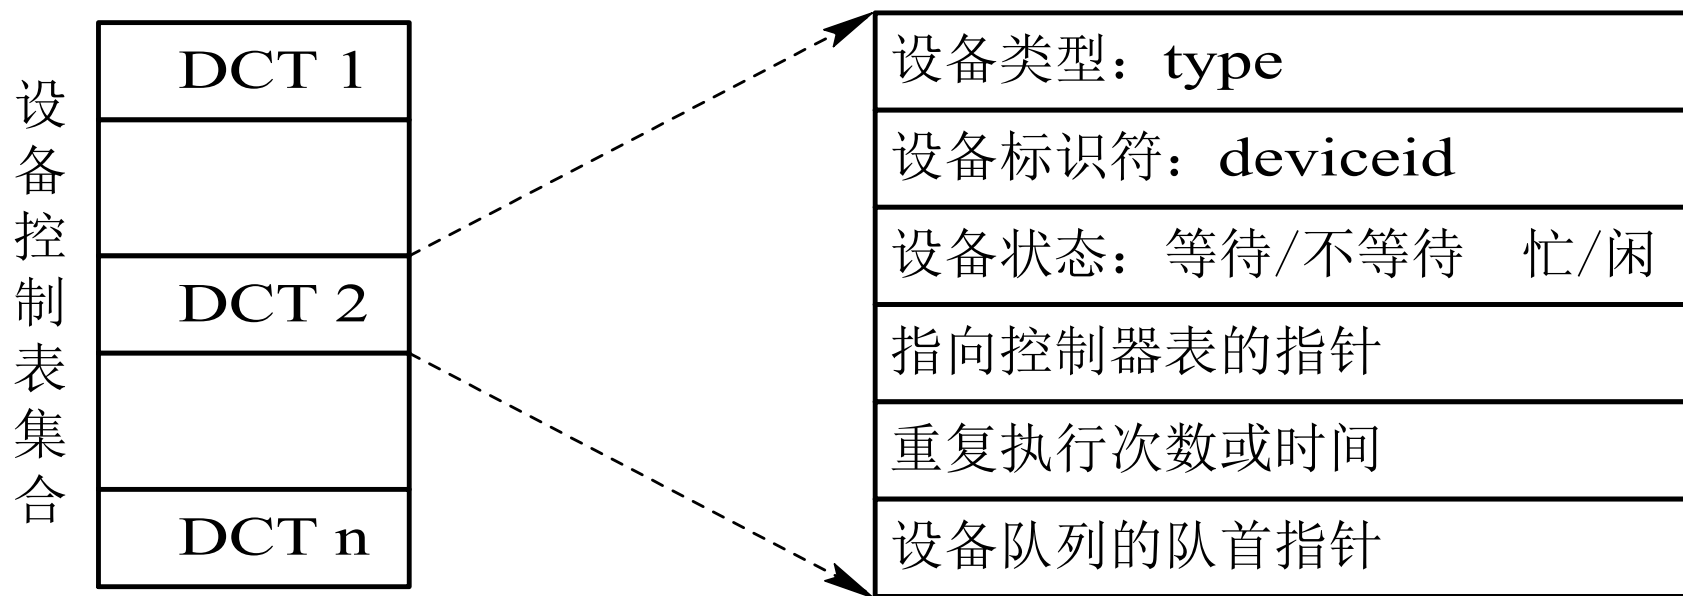 设备控制表集合
DCT 1
DCT 2
DCT n
设备类型：type
设备标识符：deviceid
设备状态：等待/不等待 忙/闲
指向控制器表的指针
重复执行次数或时间
设备队列的队首指针